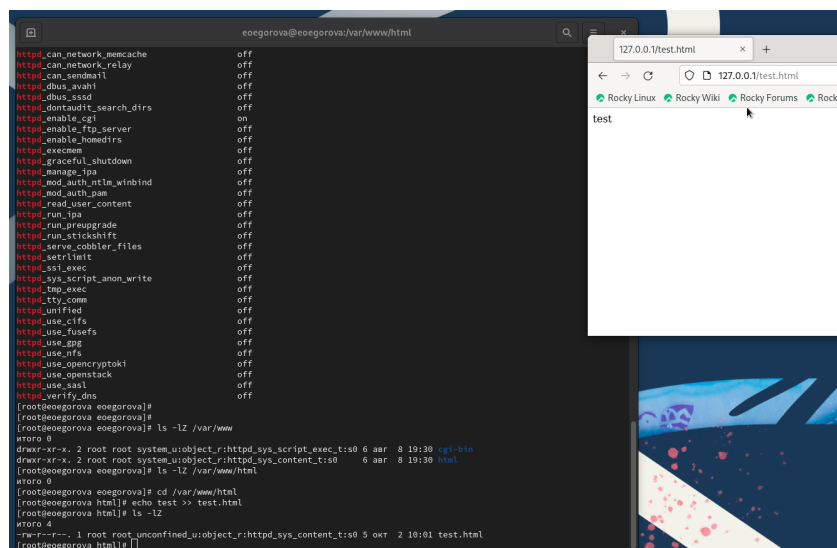 eoegorova@eoegorova:/var/www/html
httpd_can_network_memcache off
httpd_can_network_relay off
httpd_can_sendmail off
httpd_dbus_avahi off
httpd_dbus_sssd off
httpd_dontaudit_search_dirs off
httpd_enable_cgi on
httpd_enable_ftp_server off
httpd_enable_homedirs off
httpd_execmem off
httpd_graceful_shutdown off
httpd_manage_ipa off
httpd_mod_auth_ntlm_winbind off
httpd_mod_auth_pam off
httpd_read_user_content off
httpd_run_ipa off
httpd_run_preupgrade off
httpd_run_stickshift off
httpd_serve_cobbler_files off
httpd_setrlimit off
httpd_ssi_exec off
httpd_sys_script_anon_write off
httpd_tmp_exec off
httpd_tty_comm off
httpd_unified off
httpd_use_cifs off
httpd_use_fusefs off
httpd_use_gpg off
httpd_use_nfs off
httpd_use_opencryptoki off
httpd_use_openstack off
httpd_use_sasl off
httpd_verify_dns off
[root@eoegorova eoegorova]#
[root@eoegorova eoegorova]#
[root@eoegorova eoegorova]# ls -lZ /var/www
итого 0
drwxr-xr-x. 2 root root system_u:object_r:httpd_sys_script_exec_t:s0 6 авг 8 19:30 cgi-bin
drwxr-xr-x. 2 root root system_u:object_r:httpd_sys_content_t:s0 6 авг 8 19:30 html
[root@eoegorova eoegorova]# ls -lZ /var/www/html
итого 0
[root@eoegorova eoegorova]# cd /var/www/html
[root@eoegorova html]# echo test >> test.html
[root@eoegorova html]# ls -lZ
итого 4
-rw-r--r--. 1 root root unconfined_u:object_r:httpd_sys_content_t:s0 5 окт 2 10:01 test.html
[root@eoegorova html]#
127.0.0.1/test.html
127.0.0.1/test.html
Rocky Linux Rocky Wiki Rocky Forums Rock
test